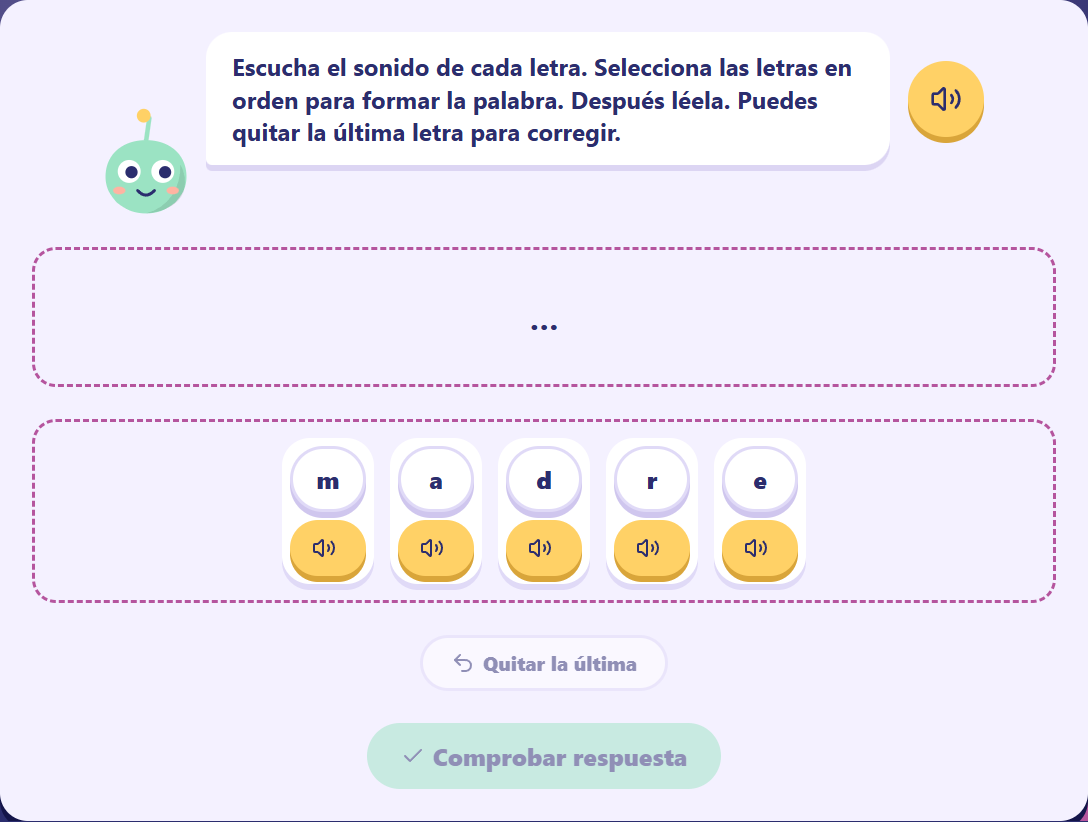 Escucha el sonido de cada letra. Selecciona las letras en
orden para formar la palabra. Después léela. Puedes
quitar la última letra para corregir.
...
m a d r e
Quitar la última
Comprobar respuesta